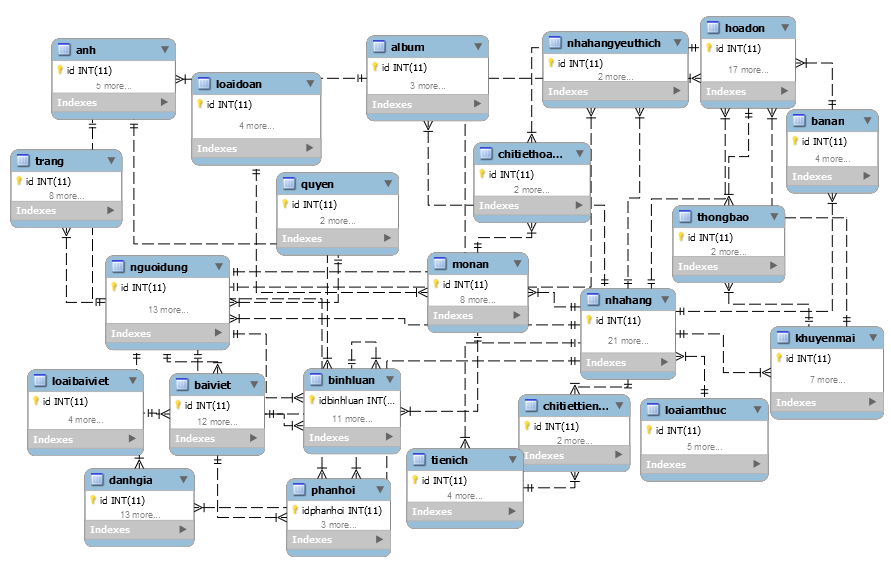 anh
id INT(11)
5 more...
Indexes
loaidoan
id INT(11)
4 more...
Indexes
album
id INT(11)
3 more...
Indexes
nhahangyeuthich
id INT(11)
2 more...
Indexes
hoadon
id INT(11)
17 more...
Indexes
banan
id INT(11)
4 more...
Indexes
trang
id INT(11)
8 more...
Indexes
quyen
id INT(11)
2 more...
Indexes
chitiethoa...
id INT(11)
2 more...
Indexes
thongbao
id INT(11)
2 more...
Indexes
nguoidung
id INT(11)
13 more...
Indexes
monan
id INT(11)
8 more...
Indexes
nhahang
id INT(11)
21 more...
Indexes
khuyenmai
id INT(11)
7 more...
Indexes
loaibaiviet
id INT(11)
4 more...
Indexes
baiviet
id INT(11)
12 more...
Indexes
binhluan
idbinhluan INT(...
11 more...
Indexes
chitiettien...
id INT(11)
2 more...
Indexes
loaiamthuc
id INT(11)
5 more...
Indexes
danhgia
id INT(11)
13 more...
Indexes
phanhoi
idphanhoi INT(11)
3 more...
Indexes
tienich
id INT(11)
4 more...
Indexes